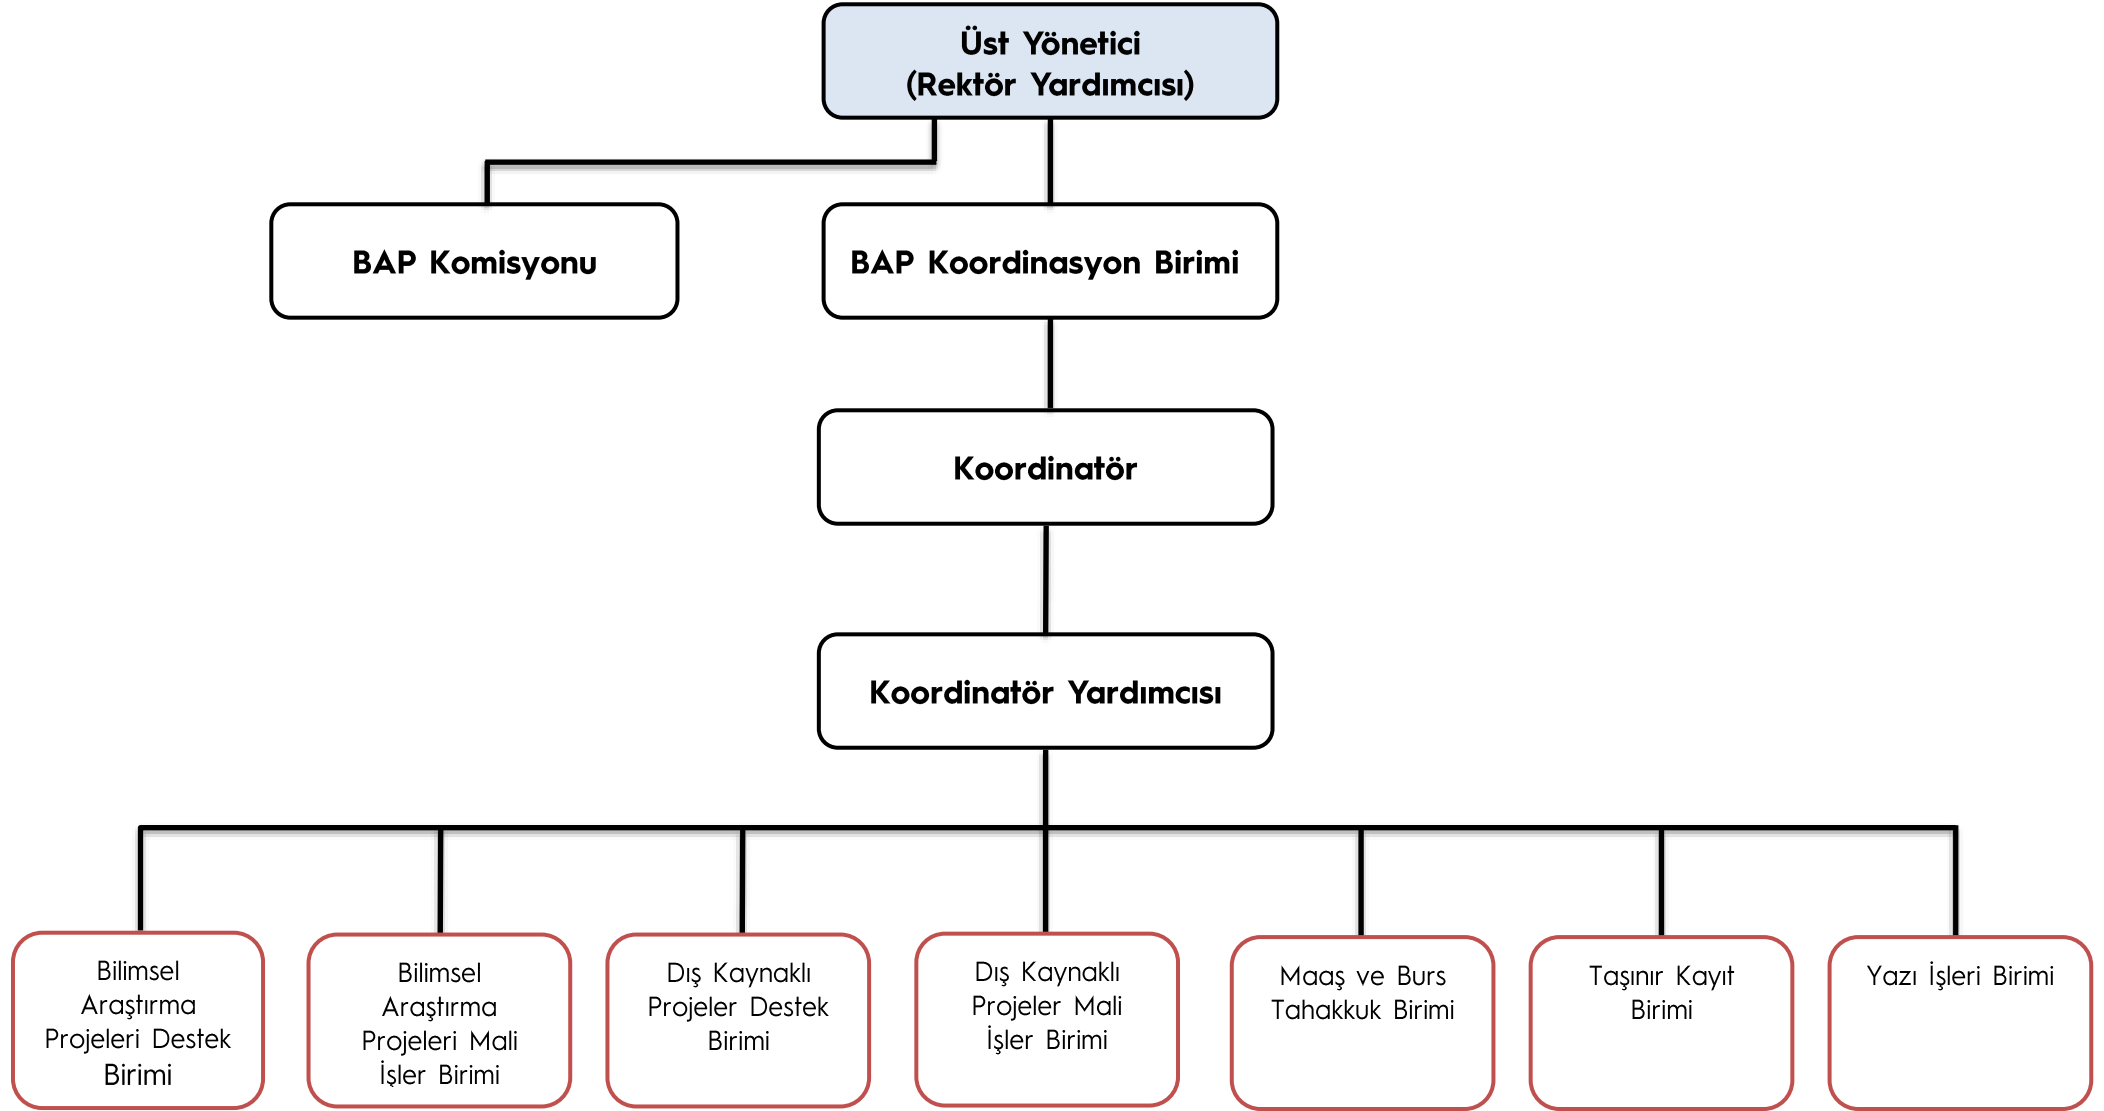 Üst Yönetici
(Rektör Yardımcısı)
BAP Komisyonu
BAP Koordinasyon Birimi
Koordinatör
Koordinatör Yardımcısı
Bilimsel
Araştırma
Projeleri Destek
Birimi
Bilimsel
Araştırma
Projeleri Mali
İşler Birimi
Dış Kaynaklı
Projeler Destek
Birimi
Dış Kaynaklı
Projeler Mali
İşler Birimi
Maaş ve Burs
Tahakkuk Birimi
Taşınır Kayıt
Birimi
Yazı İşleri Birimi